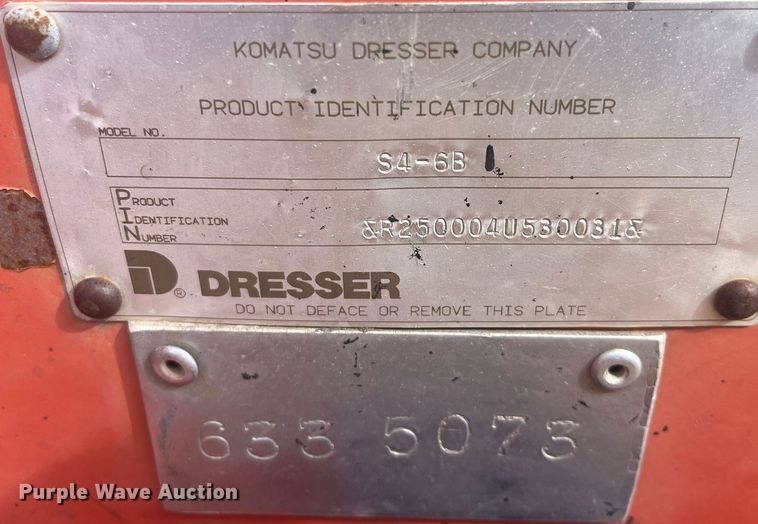 KOMATSU DRESSER COMPANY
PRODUCT IDENTIFICATION NUMBER
MODEL NO.
S4-6B
PRODUCT
IDENTIFICATION
NUMBER
&R250004U530031&
D® DRESSER
DO NOT DEFACE OR REMOVE THIS PLATE
633 5073
Purple Wave Auction